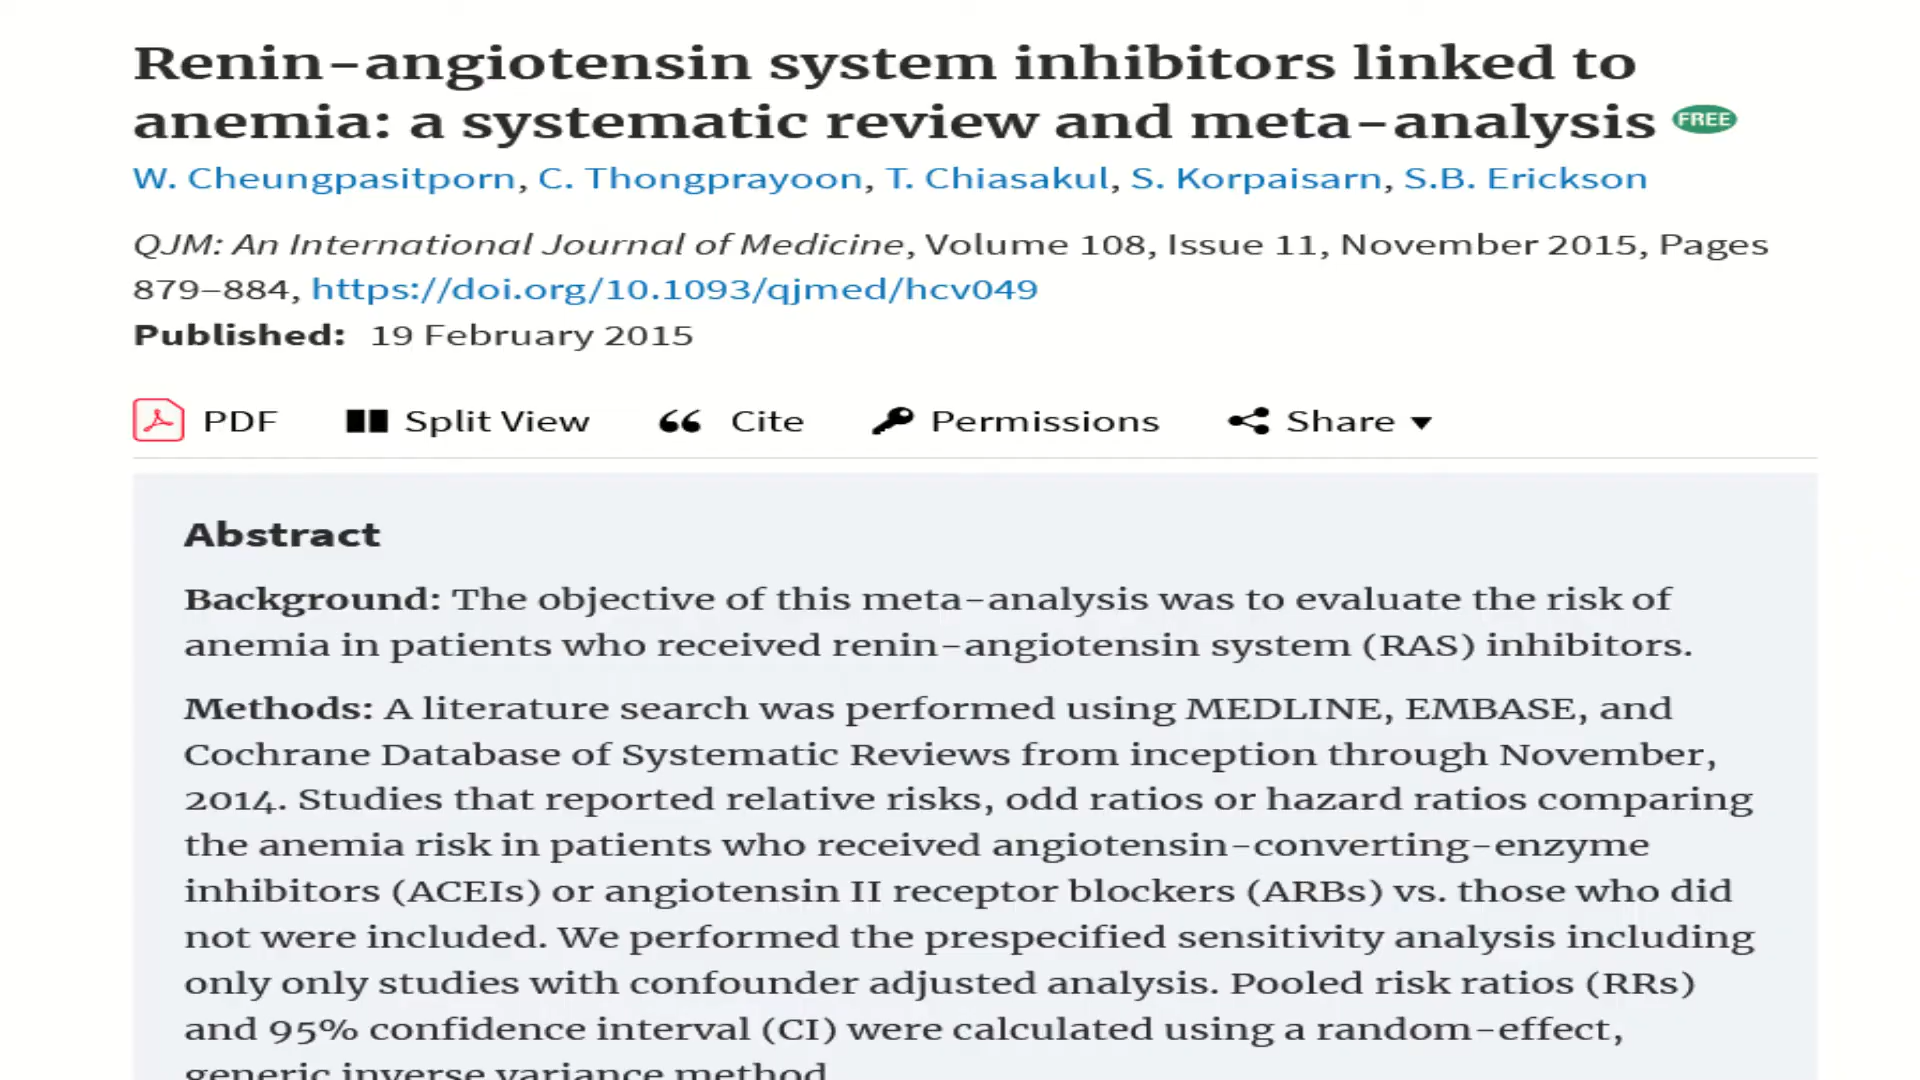 Renin-angiotensin system inhibitors linked to
anemia: a systematic review and meta-analysis FREE
W. Cheungpasitporn, C. Thongprayoon, T. Chiasakul, S. Korpaisarn, S.B. Erickson
QJM: An International Journal of Medicine, Volume 108, Issue 11, November 2015, Pages
879–884, https://doi.org/10.1093/qjmed/hcv049
Published: 19 February 2015
PDF Split View Cite Permissions Share
Abstract
Background: The objective of this meta-analysis was to evaluate the risk of
anemia in patients who received renin-angiotensin system (RAS) inhibitors.
Methods: A literature search was performed using MEDLINE, EMBASE, and
Cochrane Database of Systematic Reviews from inception through November,
2014. Studies that reported relative risks, odd ratios or hazard ratios comparing
the anemia risk in patients who received angiotensin-converting-enzyme
inhibitors (ACEIs) or angiotensin II receptor blockers (ARBs) vs. those who did
not were included. We performed the prespecified sensitivity analysis including
only only studies with confounder adjusted analysis. Pooled risk ratios (RRs)
and 95% confidence interval (CI) were calculated using a random-effect,
generic inverse variance method.